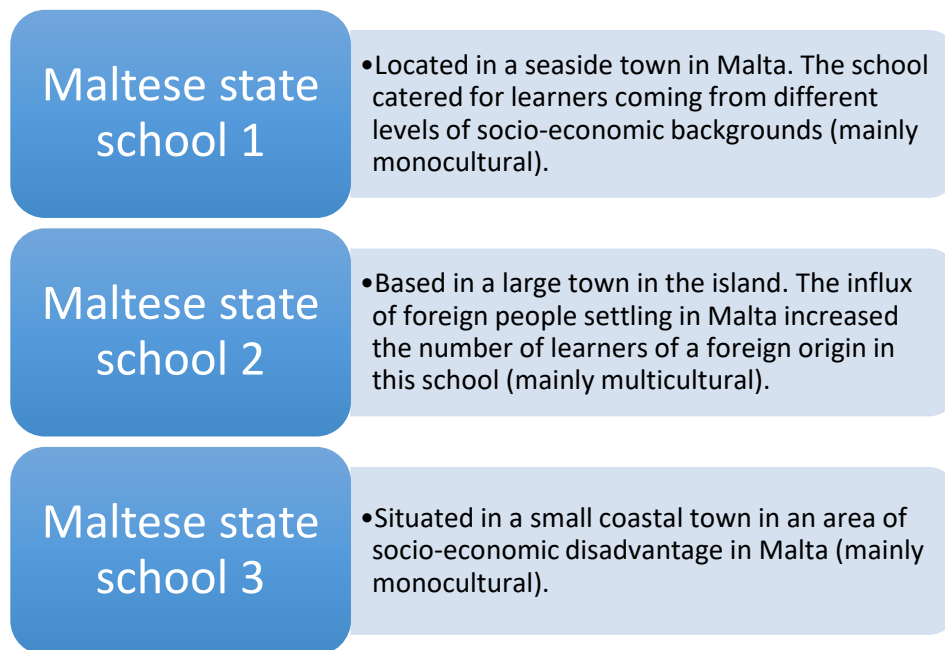 Maltese state
school 1
•Located in a seaside town in Malta. The school
catered for learners coming from different
levels of socio-economic backgrounds (mainly
monocultural).
Maltese state
school 2
•Based in a large town in the island. The influx
of foreign people settling in Malta increased
the number of learners of a foreign origin in
this school (mainly multicultural).
Maltese state
school 3
•Situated in a small coastal town in an area of
socio-economic disadvantage in Malta (mainly
monocultural).